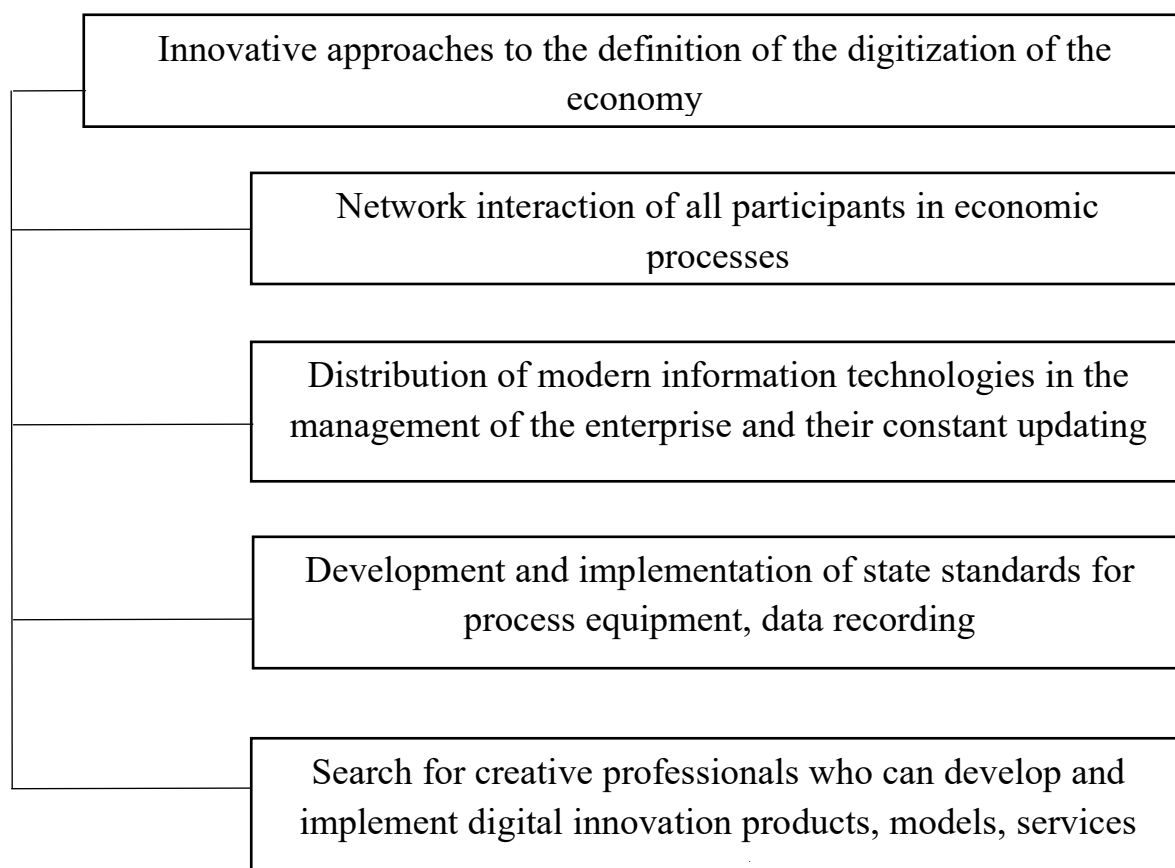 Innovative approaches to the definition of the digitization of the
economy
Network interaction of all participants in economic
processes
Distribution of modern information technologies in the
management of the enterprise and their constant updating
Development and implementation of state standards for
process equipment, data recording
Search for creative professionals who can develop and
implement digital innovation products, models, services